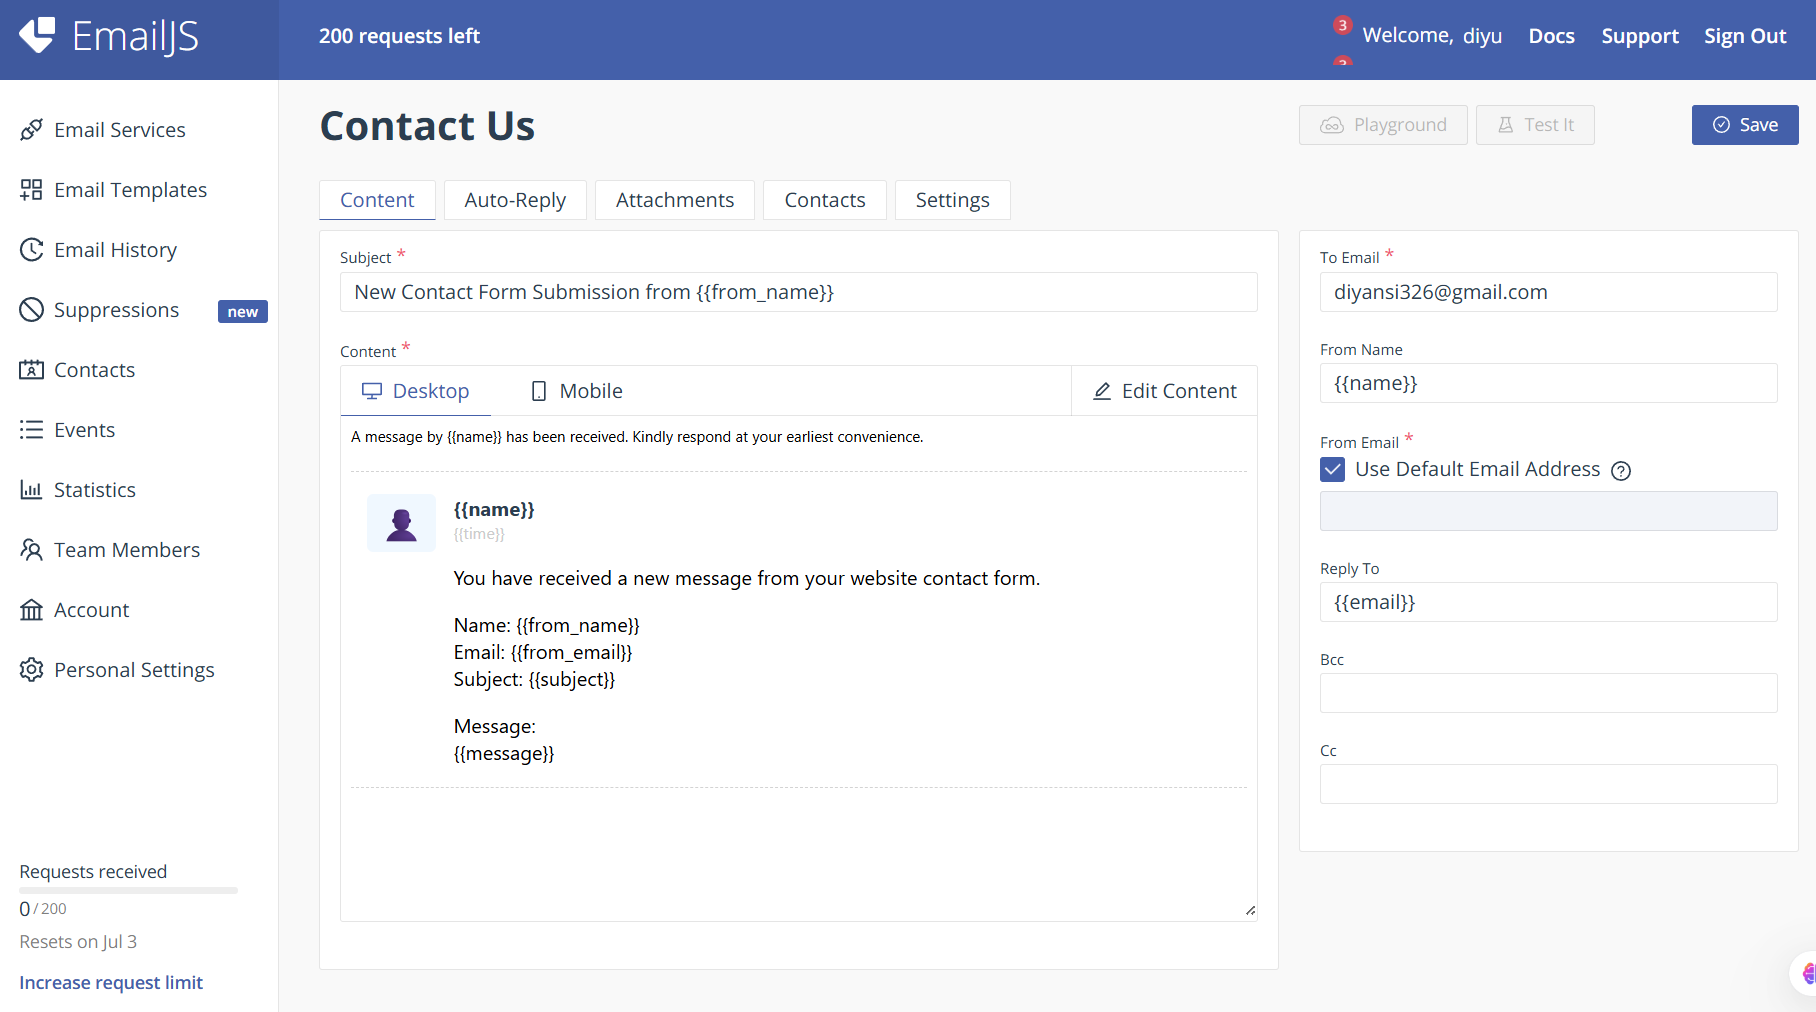 EmailJS
200 requests left
3
Welcome, diyu
Docs
Support
Sign Out
Email Services
Email Templates
Email History
Suppressions
new
Contacts
Events
Statistics
Team Members
Account
Personal Settings
Requests received
0 / 200
Resets on Jul 3
Increase request limit
Contact Us
Playground
Test It
Save
Content
Auto-Reply
Attachments
Contacts
Settings
Subject *
New Contact Form Submission from {{from_name}}
Content *
Desktop
Mobile
Edit Content
A message by {{name}} has been received. Kindly respond at your earliest convenience.
{{name}}
{{time}}
You have received a new message from your website contact form.
Name: {{from_name}}
Email: {{from_email}}
Subject: {{subject}}
Message:
{{message}}
To Email *
diyansi326@gmail.com
From Name
{{name}}
From Email *
Use Default Email Address ?
Reply To
{{email}}
Bcc
Cc